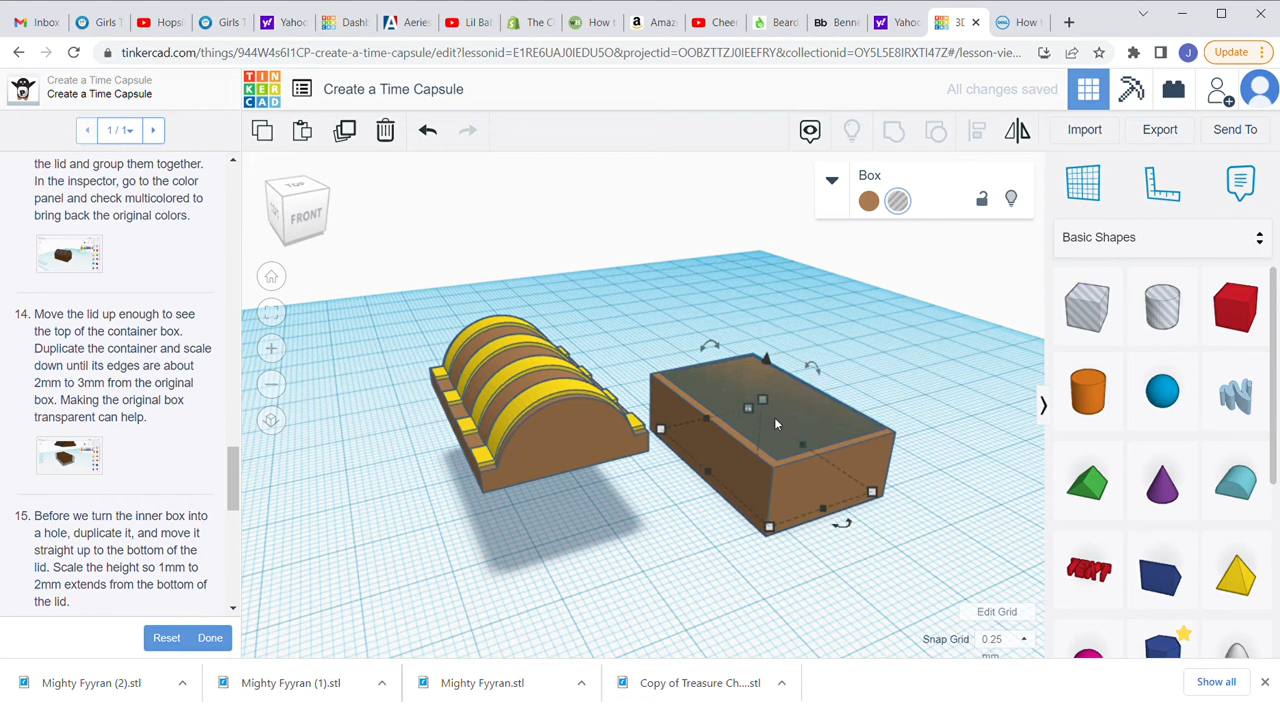 Inbox
Girls T
Hopsi
Girls T
Yahoo
Dashb
Aeries
Lil Bal
The C
How t
Amaz
Cheer
Beard
Bb Benne
Yahoo
3D
How t
tinkercad.com/things/944W4s6I1CP-create-a-time-capsule/edit?lessonid=E1RE6UAJ0IEDU5O&projectid=OOBZTTZJ0IEEFRY&collectionid=OY5L5E8IRXTI47Z#/lesson-view...
J
Update
Create a Time Capsule
Create a Time Capsule
TIN
KER
CAD
Create a Time Capsule
All changes saved
1 / 1
Import
Export
Send To
the lid and group them together.
In the inspector, go to the color
panel and check multicolored to
bring back the original colors.
14. Move the lid up enough to see
the top of the container box.
Duplicate the container and scale
down until its edges are about
2mm to 3mm from the original
box. Making the original box
transparent can help.
15. Before we turn the inner box into
a hole, duplicate it, and move it
straight up to the bottom of the
lid. Scale the height so 1mm to
2mm extends from the bottom of
the lid.
Reset
Done
TOP
FRONT
Box
Basic Shapes
TEXT
Edit Grid
Snap Grid
0.25
mm
Mighty Fyyran (2).stl
Mighty Fyyran (1).stl
Mighty Fyyran.stl
Copy of Treasure Ch....stl
Show all